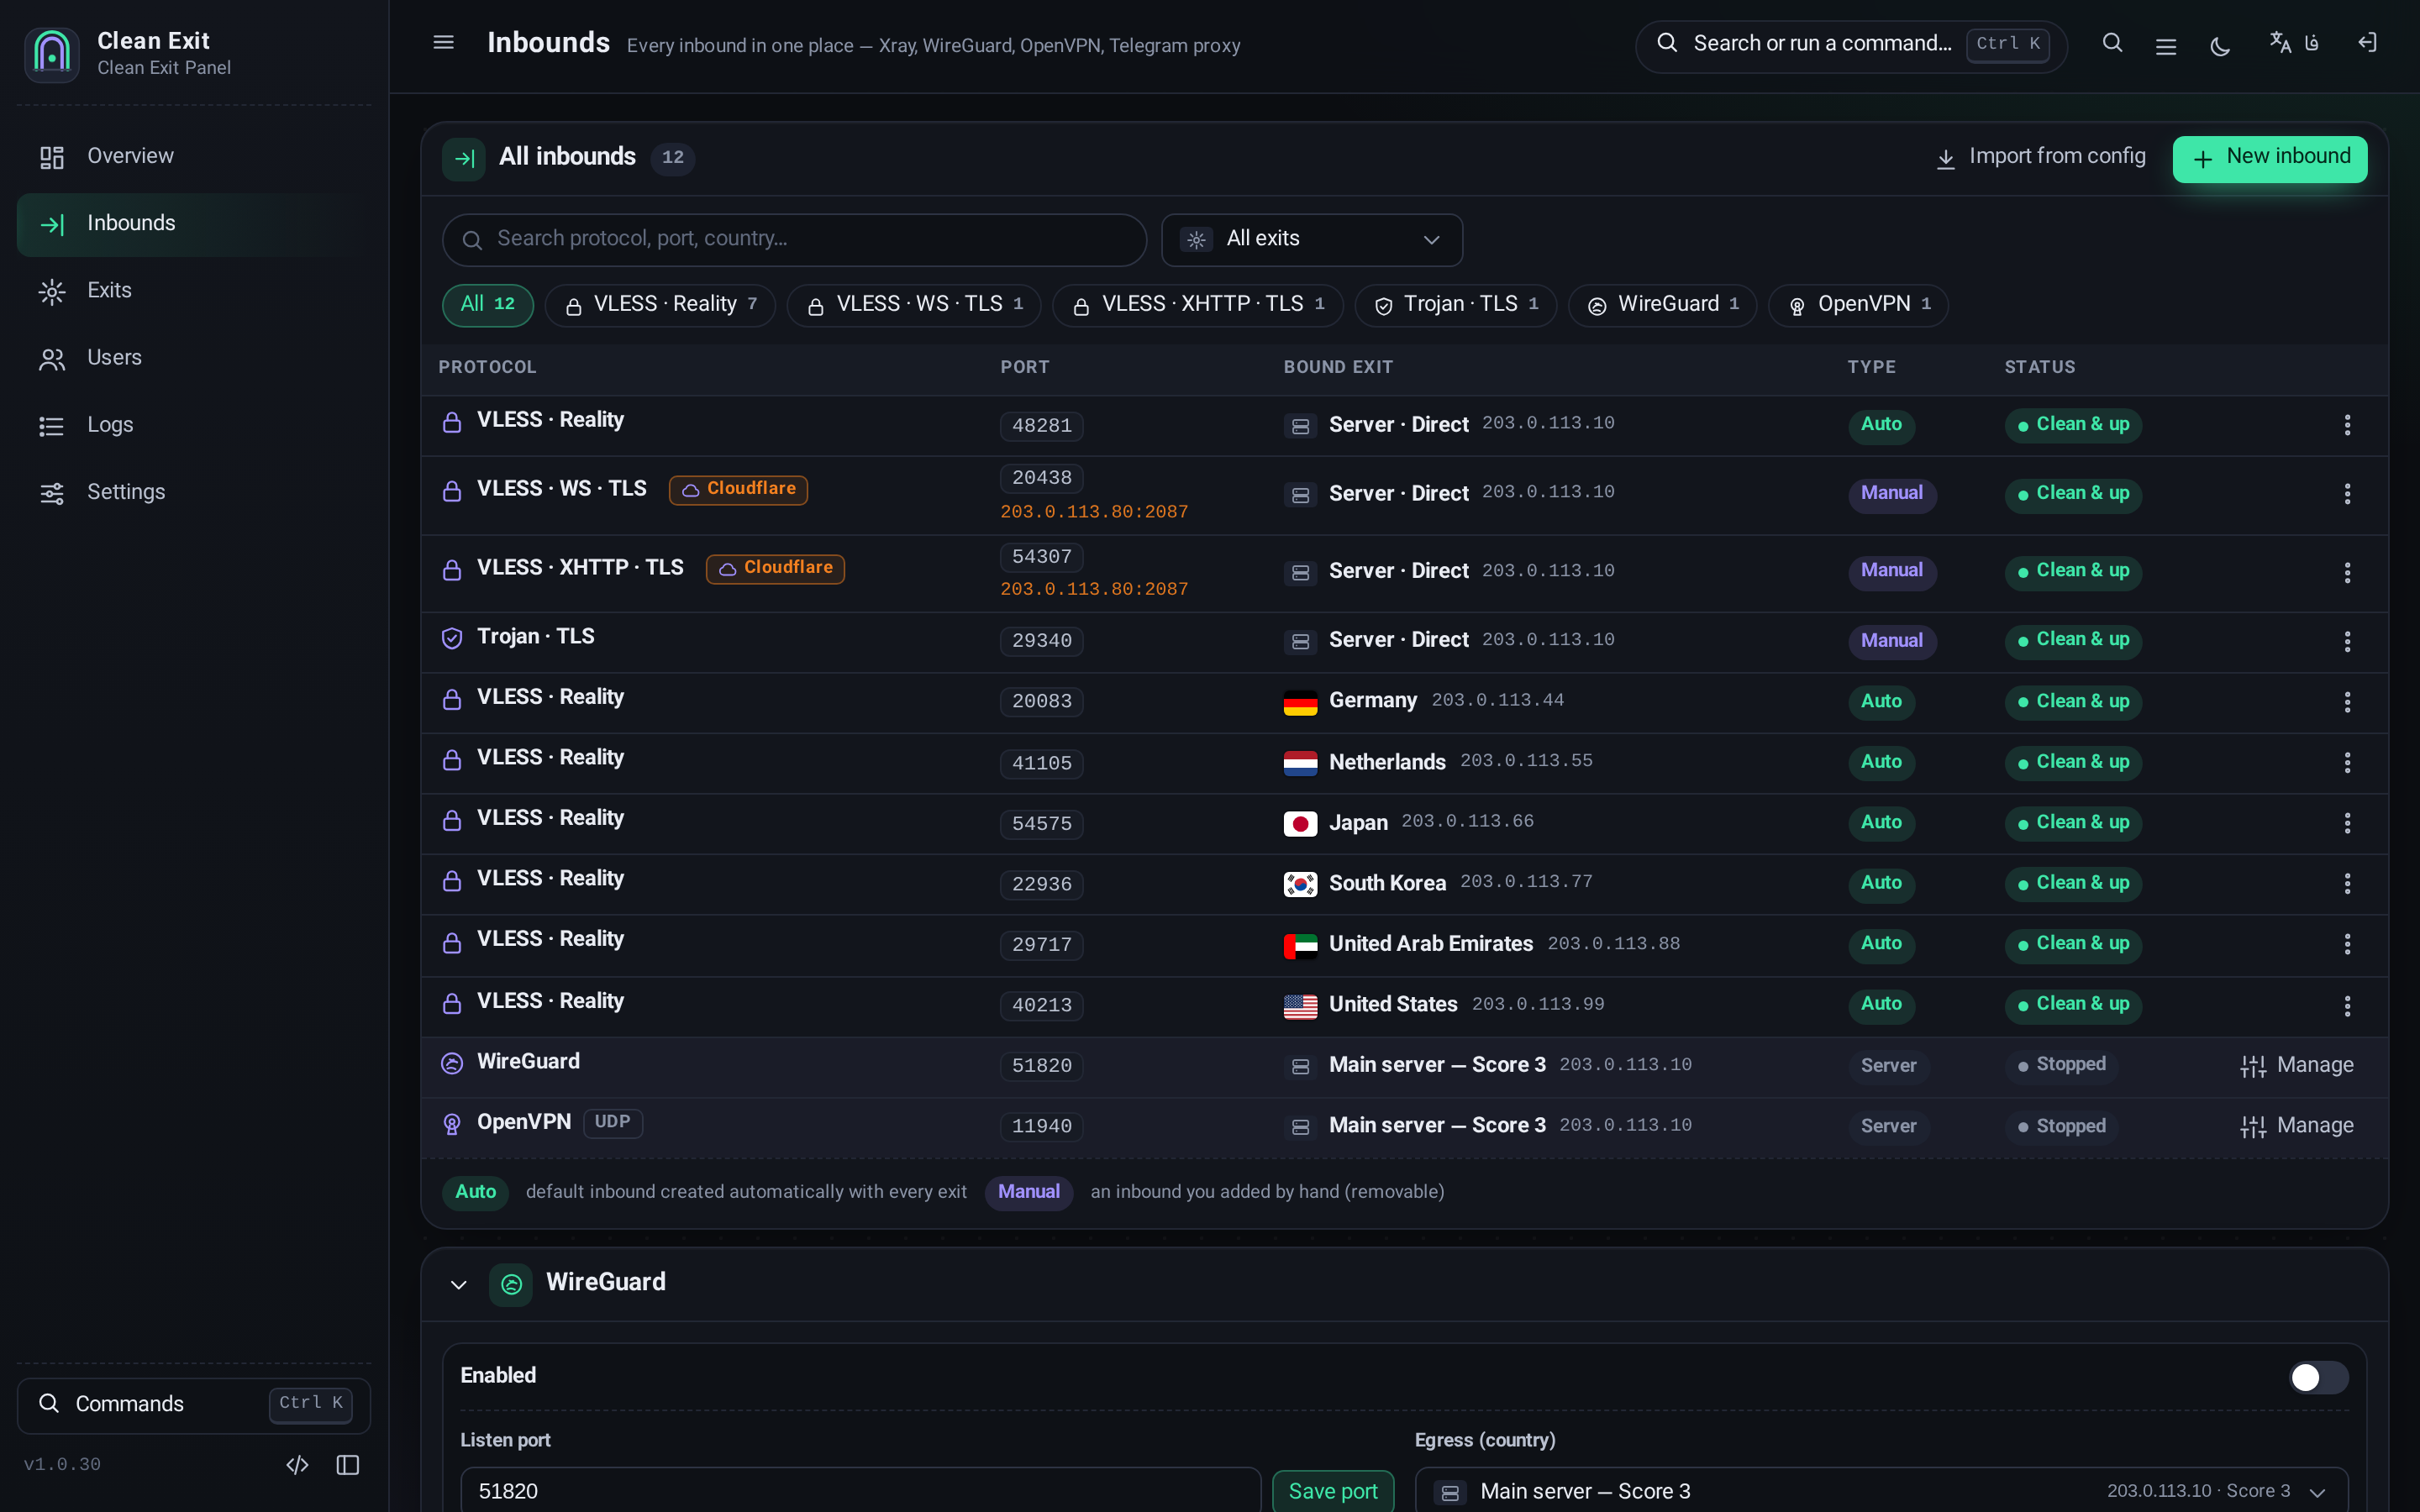 Clean Exit
Clean Exit Panel
Overview
Inbounds
Exits
Users
Logs
Settings
Commands Ctrl K
v1.0.30
Inbounds Every inbound in one place — Xray, WireGuard, OpenVPN, Telegram proxy
Search or run a command... Ctrl K فا
All inbounds 12
Import from config New inbound
Search protocol, port, country... All exits
All 12 VLESS · Reality 7 VLESS · WS · TLS 1 VLESS · XHTTP · TLS 1 Trojan · TLS 1 WireGuard 1 OpenVPN 1
PROTOCOL PORT BOUND EXIT TYPE STATUS
VLESS · Reality 48281 Server · Direct 203.0.113.10 Auto Clean & up
VLESS · WS · TLS Cloudflare 20438 Server · Direct 203.0.113.10 Manual Clean & up
203.0.113.80:2087
VLESS · XHTTP · TLS Cloudflare 54307 Server · Direct 203.0.113.10 Manual Clean & up
203.0.113.80:2087
Trojan · TLS 29340 Server · Direct 203.0.113.10 Manual Clean & up
VLESS · Reality 20083 Germany 203.0.113.44 Auto Clean & up
VLESS · Reality 41105 Netherlands 203.0.113.55 Auto Clean & up
VLESS · Reality 54575 Japan 203.0.113.66 Auto Clean & up
VLESS · Reality 22936 South Korea 203.0.113.77 Auto Clean & up
VLESS · Reality 29717 United Arab Emirates 203.0.113.88 Auto Clean & up
VLESS · Reality 40213 United States 203.0.113.99 Auto Clean & up
WireGuard 51820 Main server — Score 3 203.0.113.10 Server Stopped Manage
OpenVPN UDP 11940 Main server — Score 3 203.0.113.10 Server Stopped Manage
Auto default inbound created automatically with every exit Manual an inbound you added by hand (removable)
WireGuard
Enabled
Listen port Egress (country)
51820 Save port Main server — Score 3 203.0.113.10 · Score 3